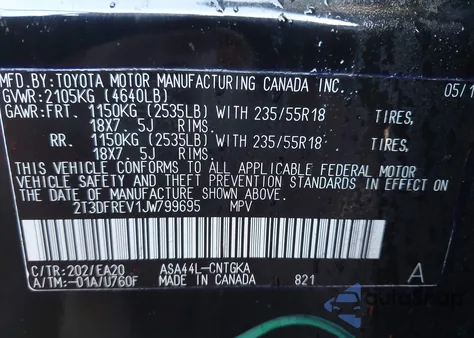 MFD.BY:TOYOTA MOTOR MANUFACTURING CANADA INC. 05/1
GVWR:2105KG (4640LB)
GAWR:FRT. 1150KG (2535LB) WITH 235/55R18 TIRES,
18X7.5J RIMS.
RR. 1150KG (2535LB) WITH 235/55R18 TIRES,
18X7.5J RIMS.
THIS VEHICLE CONFORMS TO ALL APPLICABLE FEDERAL MOTOR
VEHICLE SAFETY AND THEFT PREVENTION STANDARDS IN EFFECT ON
THE DATE OF MANUFACTURE SHOWN ABOVE.
2T3DFREV1JW799695 MPV
C/TR:202/EA20 ASA44L-CNTGKA A
A/TM:-01A/U760F MADE IN CANADA 821
autosnap